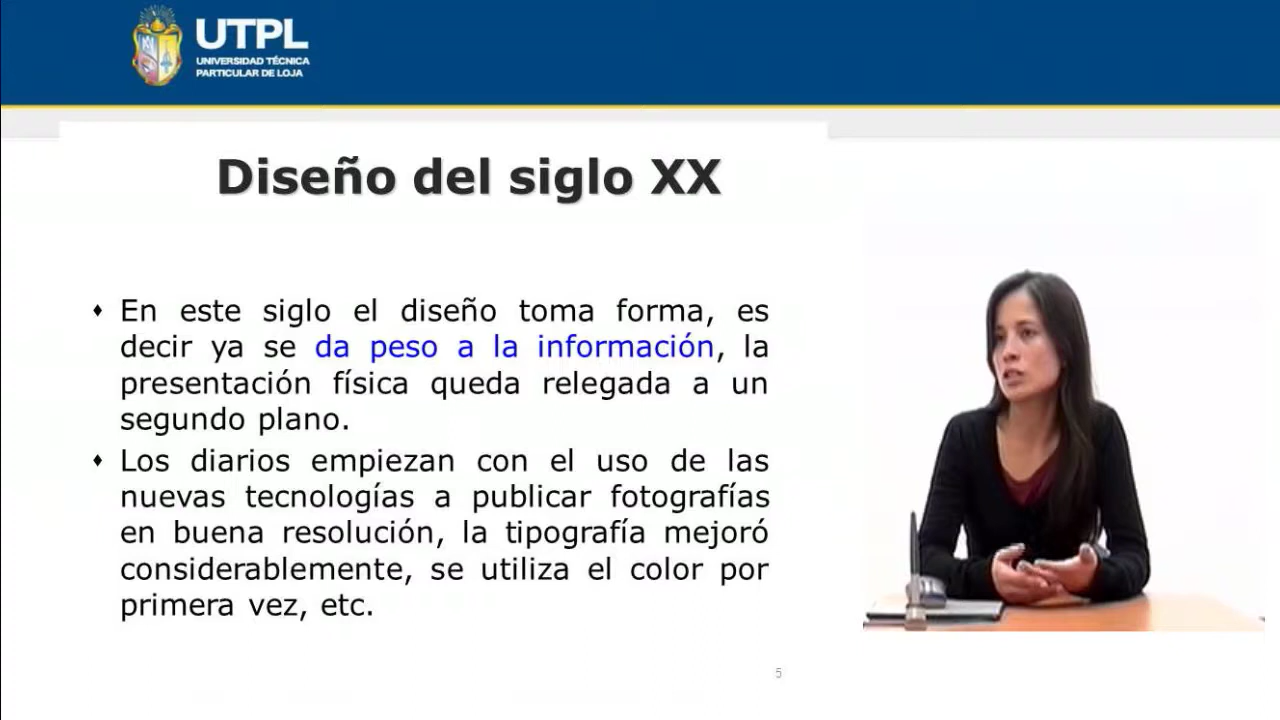 UTPL
UNIVERSIDAD TÉCNICA
PARTICULAR DE LOJA
Diseño del siglo XX
En este siglo el diseño toma forma, es
decir ya se da peso a la información, la
presentación física queda relegada a un
segundo plano.
Los diarios empiezan con el uso de las
nuevas tecnologías a publicar fotografías
en buena resolución, la tipografía mejoró
considerablemente, se utiliza el color por
primera vez, etc.
5